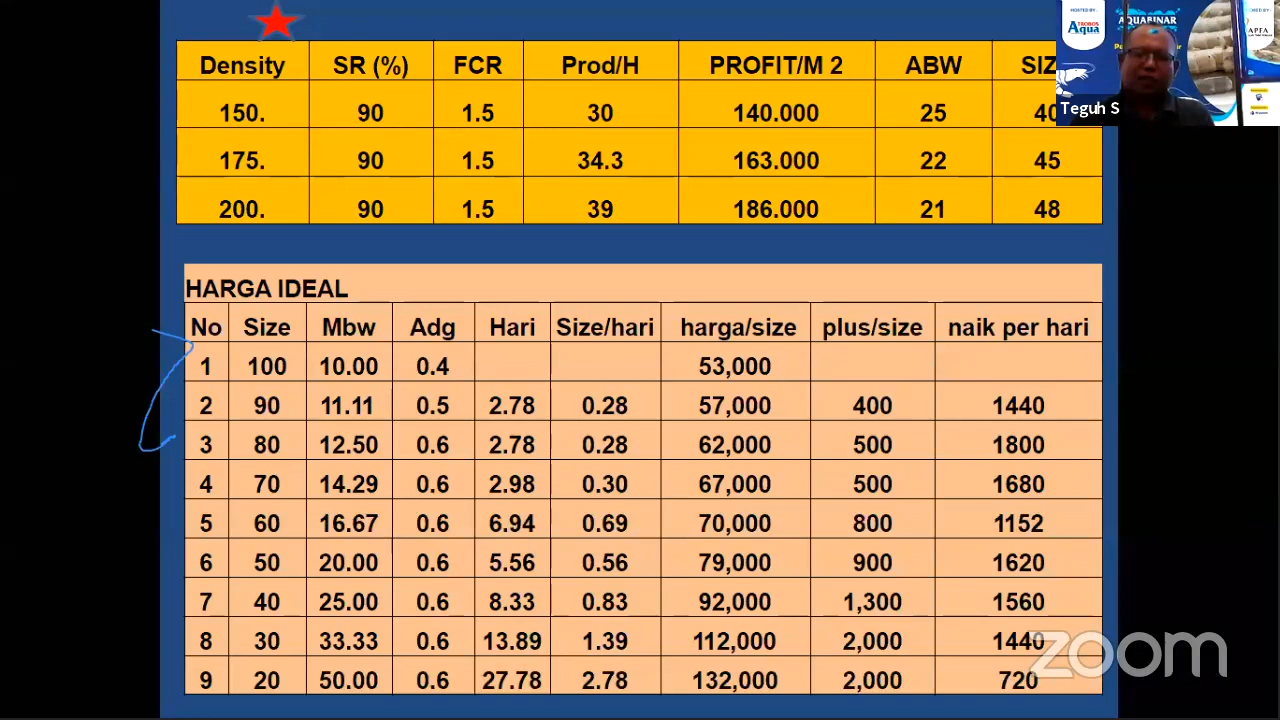 HOSTED BY:
TROBOS
Aqua
AQUABINAR
APFA
Teguh S
Density SR (%) FCR Prod/H PROFIT/M 2 ABW
150. 90 1.5 30 140.000 25 40
175. 90 1.5 34.3 163.000 22 45
200. 90 1.5 39 186.000 21 48
HARGA IDEAL
No Size Mbw Adg Hari Size/hari harga/size plus/size naik per hari
1 100 10.00 0.4 53,000
2 90 11.11 0.5 2.78 0.28 57,000 400 1440
3 80 12.50 0.6 2.78 0.28 62,000 500 1800
4 70 14.29 0.6 2.98 0.30 67,000 500 1680
5 60 16.67 0.6 6.94 0.69 70,000 800 1152
6 50 20.00 0.6 5.56 0.56 79,000 900 1620
7 40 25.00 0.6 8.33 0.83 92,000 1,300 1560
8 30 33.33 0.6 13.89 1.39 112,000 2,000 1440
9 20 50.00 0.6 27.78 2.78 132,000 2,000 720
zoom